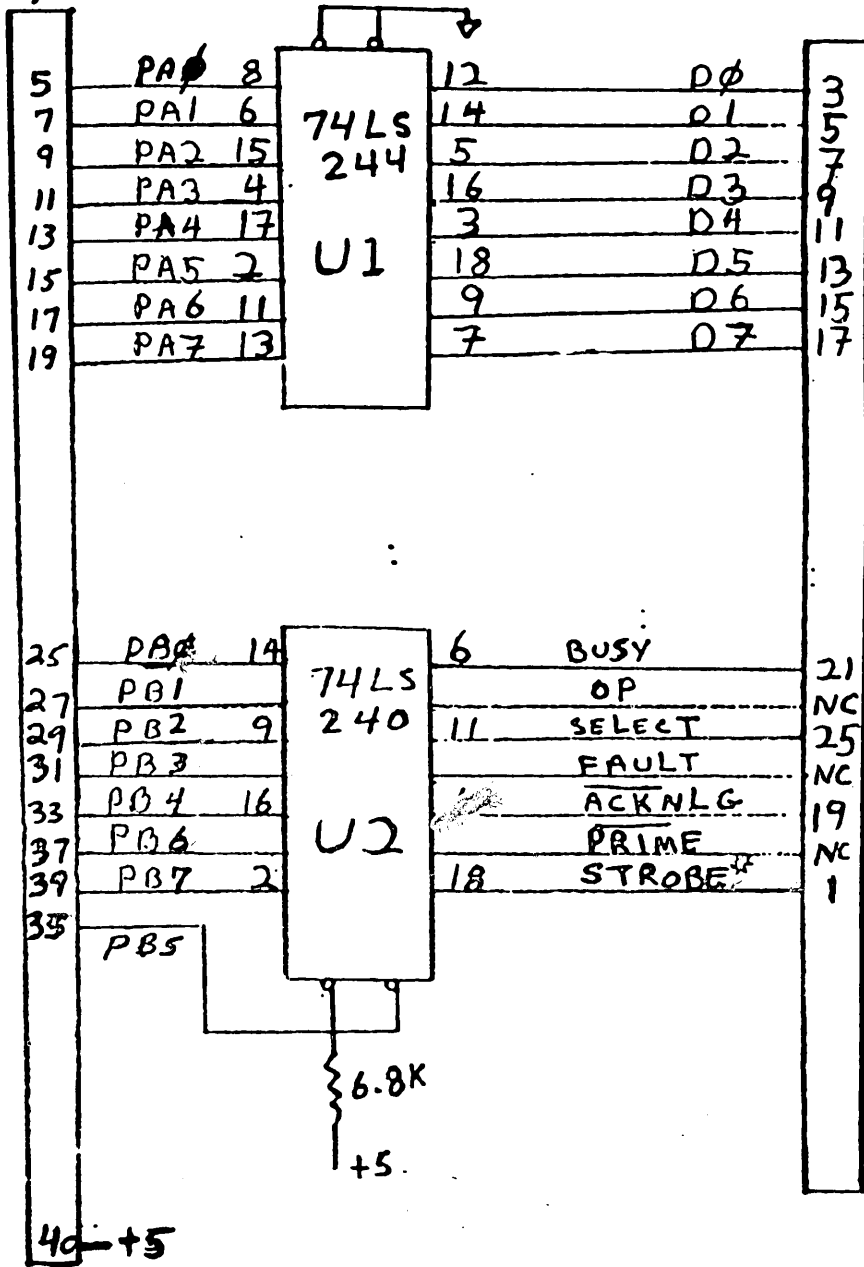 5 PAØ 8 12 DØ 3
7 PA1 6 74LS 14 D1 5
9 PA2 15 244 5 D2 7
11 PA3 4 16 D3 9
13 PA4 17 3 D4 11
15 PA5 2 U1 18 D5 13
17 PA6 11 9 D6 15
19 PA7 13 7 D7 17
25 14 6 BUSY 21
27 PB1 74LS OP NC
29 PB2 9 240 11 SELECT 25
31 PB3 FAULT NC
33 PB4 16 ACKNLG 19
37 PB6 U2 PRIME NC
39 PB7 2 18 STROBE 1
35 PB5
6.8K
+5
40 +5